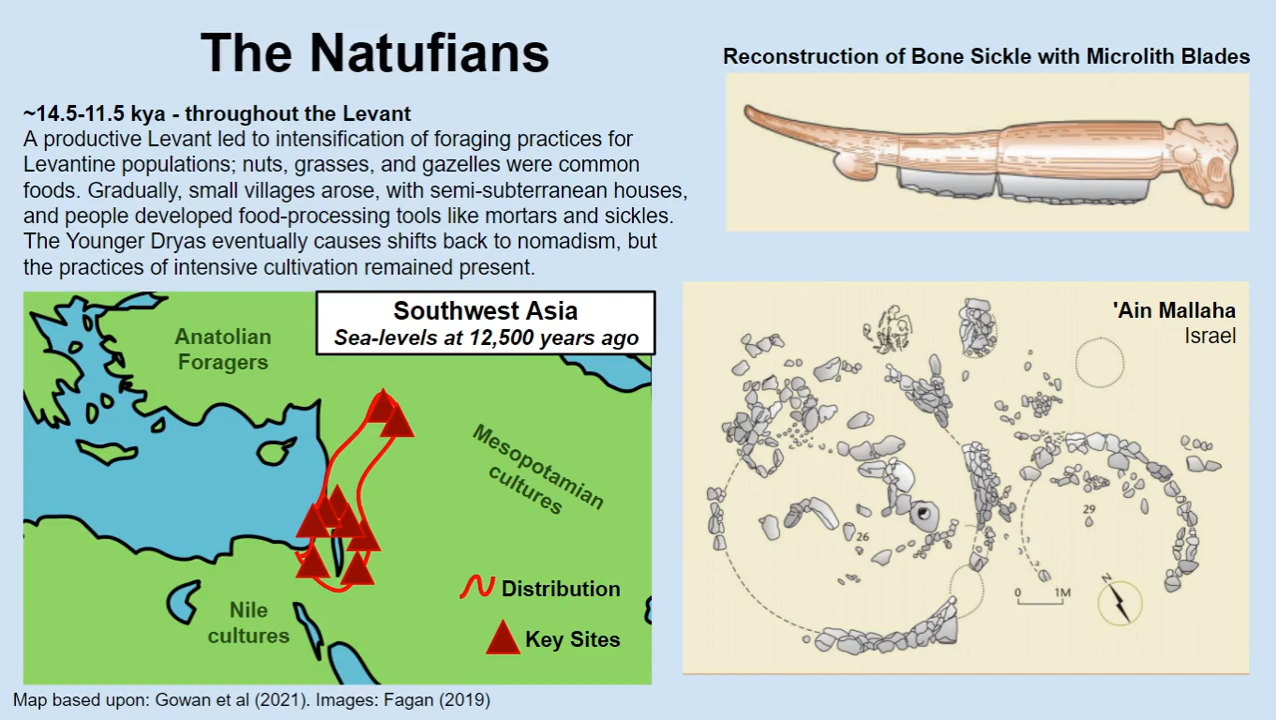 The Natufians
~14.5-11.5 kya - throughout the Levant
A productive Levant led to intensification of foraging practices for
Levantine populations; nuts, grasses, and gazelles were common
foods. Gradually, small villages arose, with semi-subterranean houses,
and people developed food-processing tools like mortars and sickles.
The Younger Dryas eventually causes shifts back to nomadism, but
the practices of intensive cultivation remained present.
Reconstruction of Bone Sickle with Microlith Blades
Southwest Asia
Sea-levels at 12,500 years ago
Anatolian
Foragers
Mesopotamian
cultures
Nile
cultures
Distribution
Key Sites
'Ain Mallaha
Israel
26
29
0 1M
N
Map based upon: Gowan et al (2021). Images: Fagan (2019)